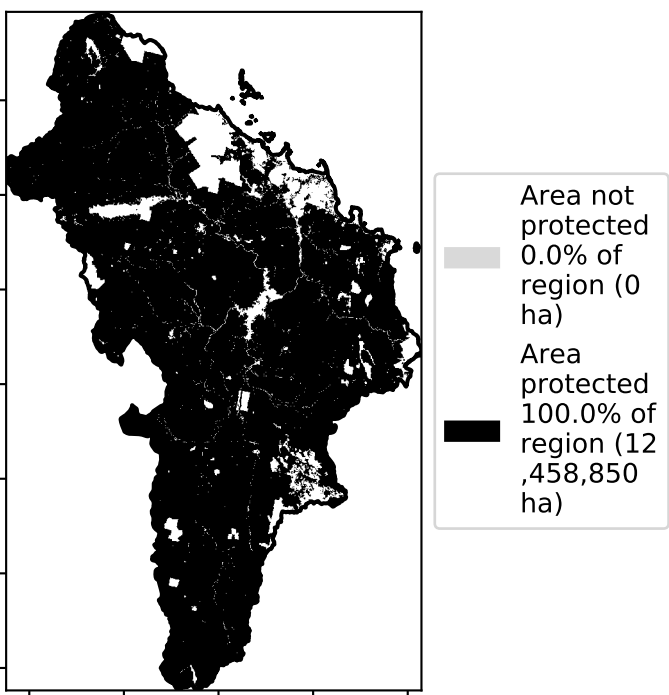 Area not
protected
0.0% of
region (0
ha)
Area
protected
100.0% of
region (12
,458,850
ha)